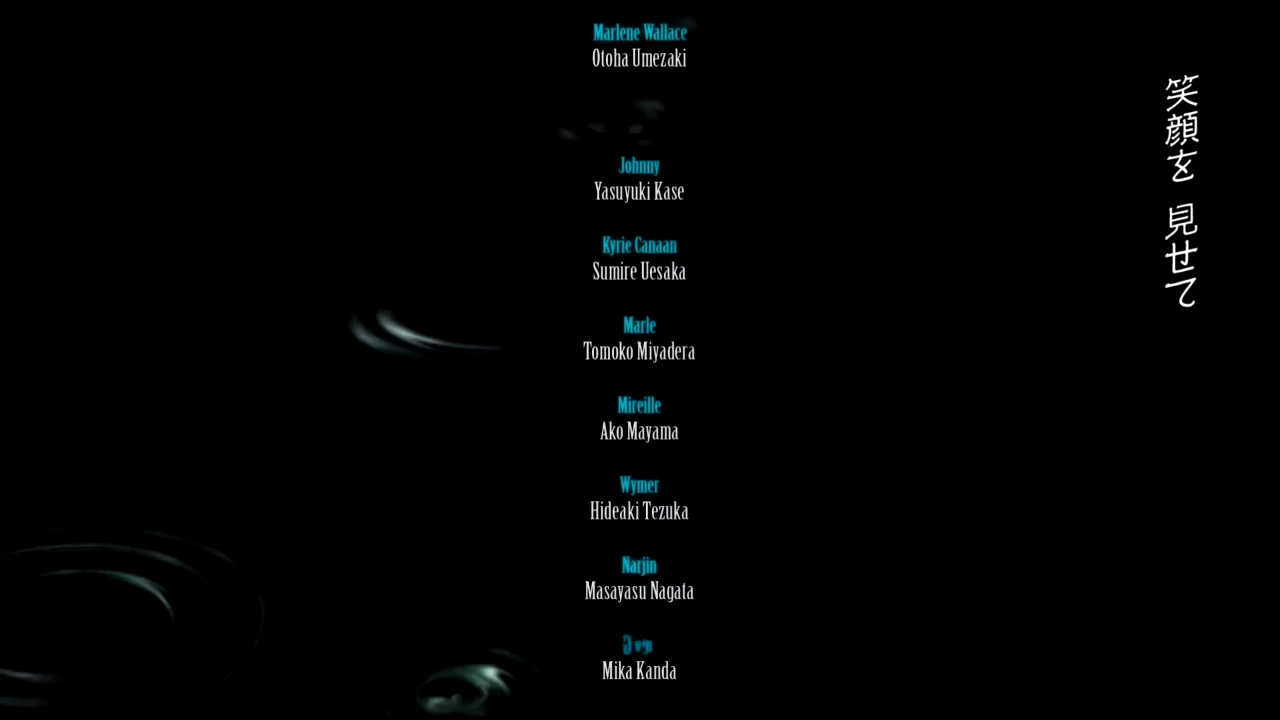 Marlene Wallace
Otoha Umezaki
Johnny
Yasuyuki Kase
Kyrie Canaan
Sumire Uesaka
Marle
Tomoko Miyadera
Mireille
Ako Mayama
Wymer
Hideaki Tezuka
Narjin
Masayasu Nagata
Mika Kanda
笑顔を 見せて